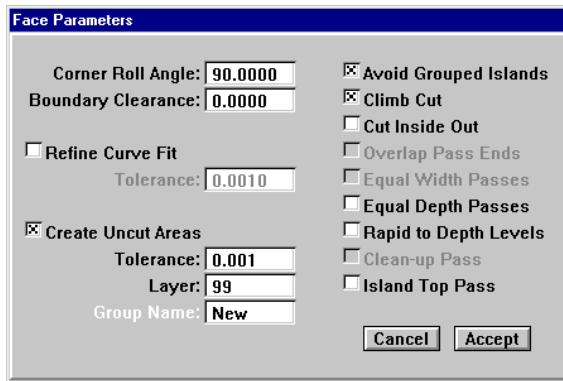 Face Parameters
Corner Roll Angle: 90.0000
Boundary Clearance: 0.0000
Refine Curve Fit
Tolerance: 0.0010
Create Uncut Areas
Tolerance: 0.001
Layer: 99
Group Name: New
Avoid Grouped Islands
Climb Cut
Cut Inside Out
Overlap Pass Ends
Equal Width Passes
Equal Depth Passes
Rapid to Depth Levels
Clean-up Pass
Island Top Pass
Cancel Accept